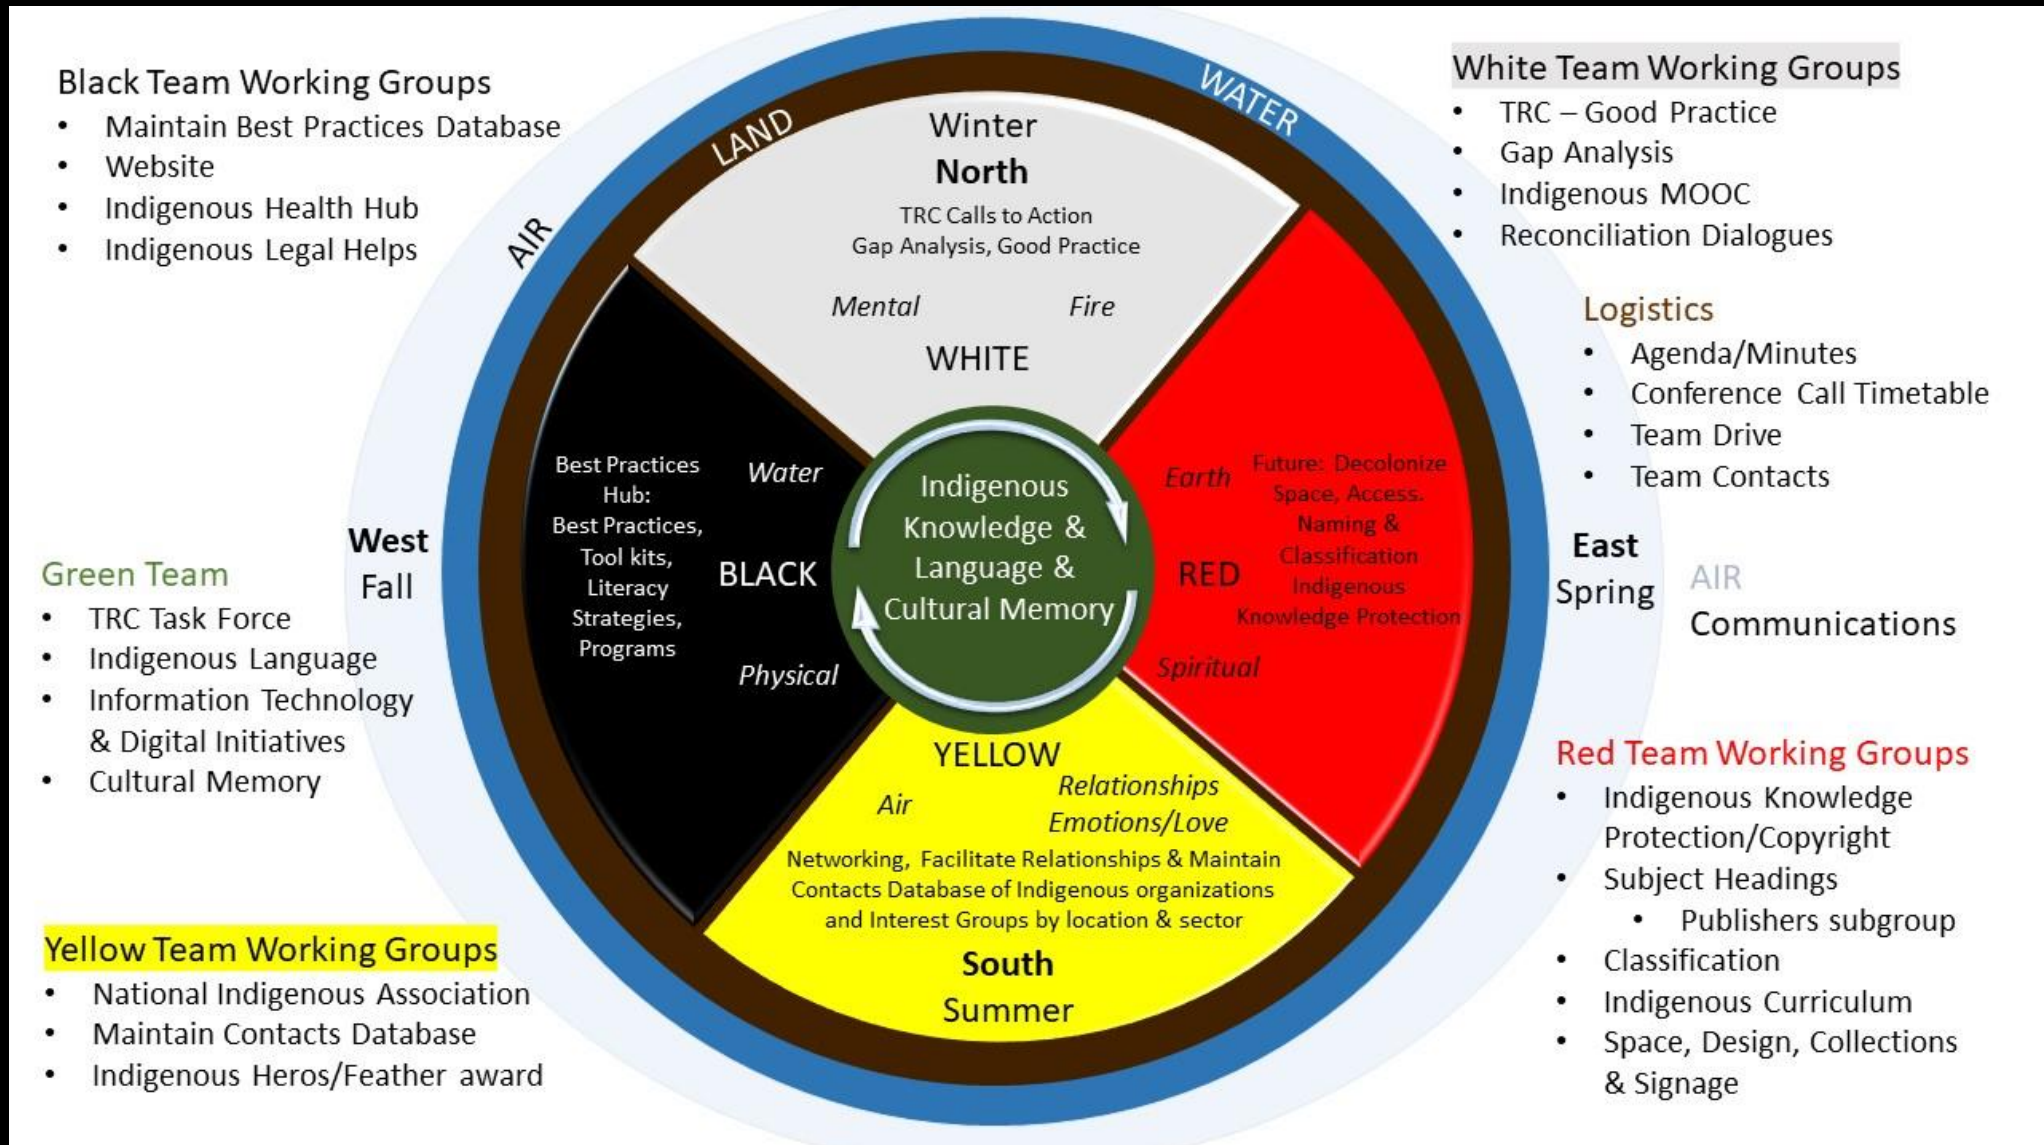 Black Team Working Groups
• Maintain Best Practices Database
• Website
• Indigenous Health Hub
• Indigenous Legal Helps
White Team Working Groups
• TRC – Good Practice
• Gap Analysis
• Indigenous MOOC
• Reconciliation Dialogues
Logistics
• Agenda/Minutes
• Conference Call Timetable
• Team Drive
• Team Contacts
AIR
LAND
WATER
Winter
North
TRC Calls to Action
Gap Analysis, Good Practice
Mental
Fire
WHITE
Best Practices
Hub:
Best Practices,
Tool kits,
Literacy
Strategies,
Programs
Water
BLACK
Physical
Indigenous
Knowledge &
Language &
Cultural Memory
Earth
RED
Spiritual
Future: Decolonize
Space, Access.
Naming &
Classification
Indigenous
Knowledge Protection
YELLOW
Air
Relationships
Emotions/Love
Networking, Facilitate Relationships & Maintain
Contacts Database of Indigenous organizations
and Interest Groups by location & sector
South
Summer
West
Fall
East
Spring
AIR
Communications
Green Team
• TRC Task Force
• Indigenous Language
• Information Technology
& Digital Initiatives
• Cultural Memory
Yellow Team Working Groups
• National Indigenous Association
• Maintain Contacts Database
• Indigenous Heros/Feather award
Red Team Working Groups
• Indigenous Knowledge
Protection/Copyright
• Subject Headings
• Publishers subgroup
• Classification
• Indigenous Curriculum
• Space, Design, Collections
& Signage